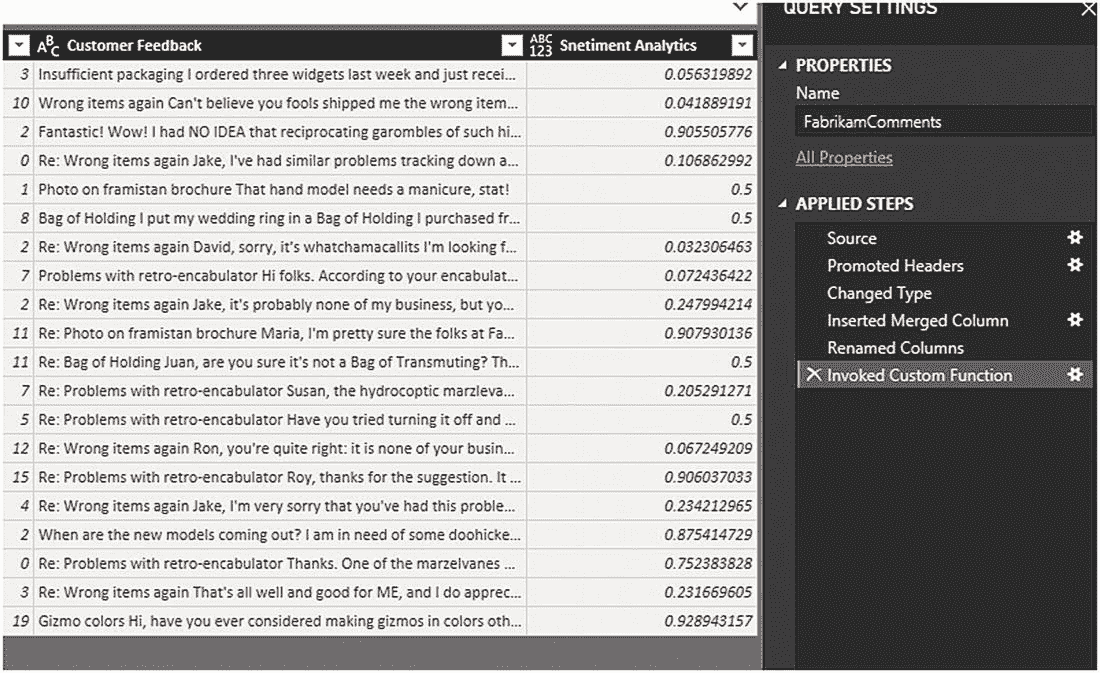 QUERY SETTINGS
ABC Customer Feedback ABC 123 Snetiment Analytics
3 Insufficient packaging I ordered three widgets last week and just recei... 0.056319892
10 Wrong items again Can't believe you fools shipped me the wrong item... 0.041889191
2 Fantastic! Wow! I had NO IDEA that reciprocating garombles of such hi... 0.905505776
0 Re: Wrong items again Jake, I've had similar problems tracking down a... 0.106862992
1 Photo on framistan brochure That hand model needs a manicure, stat! 0.5
8 Bag of Holding I put my wedding ring in a Bag of Holding I purchased fr... 0.5
2 Re: Wrong items again David, sorry, it's whatchamacallits I'm looking f... 0.032306463
7 Problems with retro-encabulator Hi folks. According to your encabulat... 0.072436422
2 Re: Wrong items again Jake, it's probably none of my business, but yo... 0.247994214
11 Re: Photo on framistan brochure Maria, I'm pretty sure the folks at Fa... 0.907930136
11 Re: Bag of Holding Juan, are you sure it's not a Bag of Transmuting? Th... 0.5
7 Re: Problems with retro-encabulator Susan, the hydrocoptic marzleva... 0.205291271
5 Re: Problems with retro-encabulator Have you tried turning it off and ... 0.5
12 Re: Wrong items again Ron, you're quite right: it is none of your busin... 0.067249209
15 Re: Problems with retro-encabulator Roy, thanks for the suggestion. It ... 0.906037033
4 Re: Wrong items again Jake, I'm very sorry that you've had this proble... 0.234212965
2 When are the new models coming out? I am in need of some doohicke... 0.875414729
0 Re: Problems with retro-encabulator Thanks. One of the marzelvanes ... 0.752383828
3 Re: Wrong items again That's all well and good for ME, and I do apprec... 0.231669605
19 Gizmo colors Hi, have you ever considered making gizmos in colors oth... 0.928943157
PROPERTIES
Name
FabrikamComments
All Properties
APPLIED STEPS
Source
Promoted Headers
Changed Type
Inserted Merged Column
Renamed Columns
Invoked Custom Function